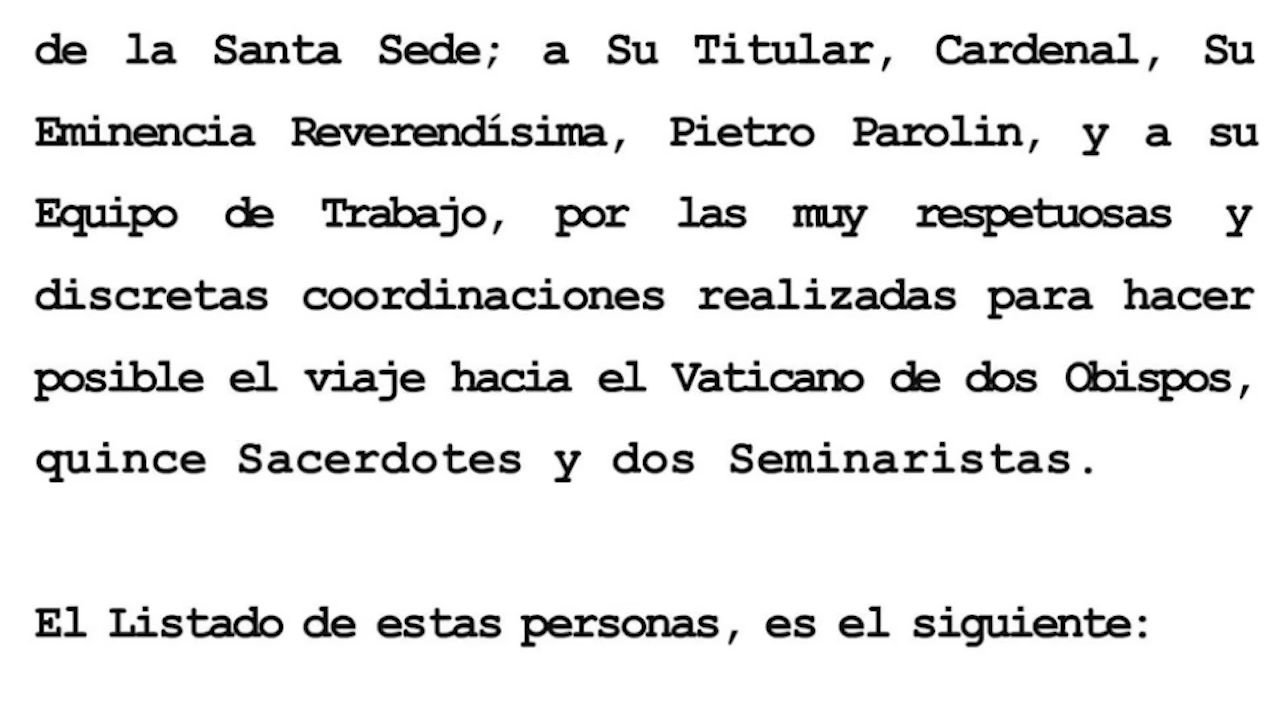 de la Santa Sede; a Su Titular, Cardenal, Su
Eminencia Reverendísima, Pietro Parolin, y a su
Equipo de Trabajo, por las muy respetuosas y
discretas coordinaciones realizadas para hacer
posible el viaje hacia el Vaticano de dos Obispos,
quince Sacerdotes y dos Seminaristas.
El Listado de estas personas, es el siguiente: